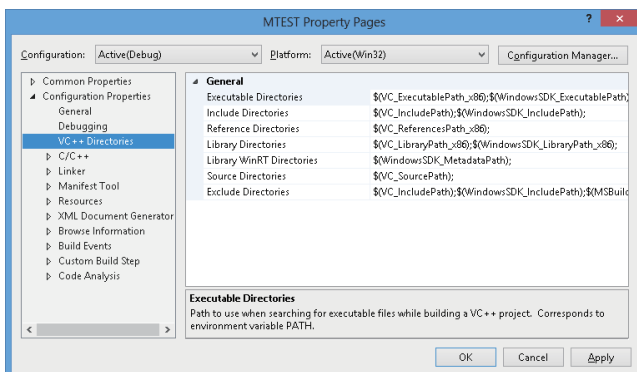 MTEST Property Pages
? ×
Configuration: Active(Debug) Platform: Active(Win32) Configuration Manager...
Common Properties
Configuration Properties
General
Debugging
VC++ Directories
C/C++
Linker
Manifest Tool
Resources
XML Document Generator
Browse Information
Build Events
Custom Build Step
Code Analysis
General
Executable Directories $(VC_ExecutablePath_x86);$(WindowsSDK_ExecutablePath)
Include Directories $(VC_IncludePath);$(WindowsSDK_IncludePath);
Reference Directories $(VC_ReferencesPath_x86);
Library Directories $(VC_LibraryPath_x86);$(WindowsSDK_LibraryPath_x86);
Library WinRT Directories $(WindowsSDK_MetadataPath);
Source Directories $(VC_SourcePath);
Exclude Directories $(VC_IncludePath);$(WindowsSDK_IncludePath);$(MSBuild
Executable Directories
Path to use when searching for executable files while building a VC++ project. Corresponds to
environment variable PATH.
OK Cancel Apply